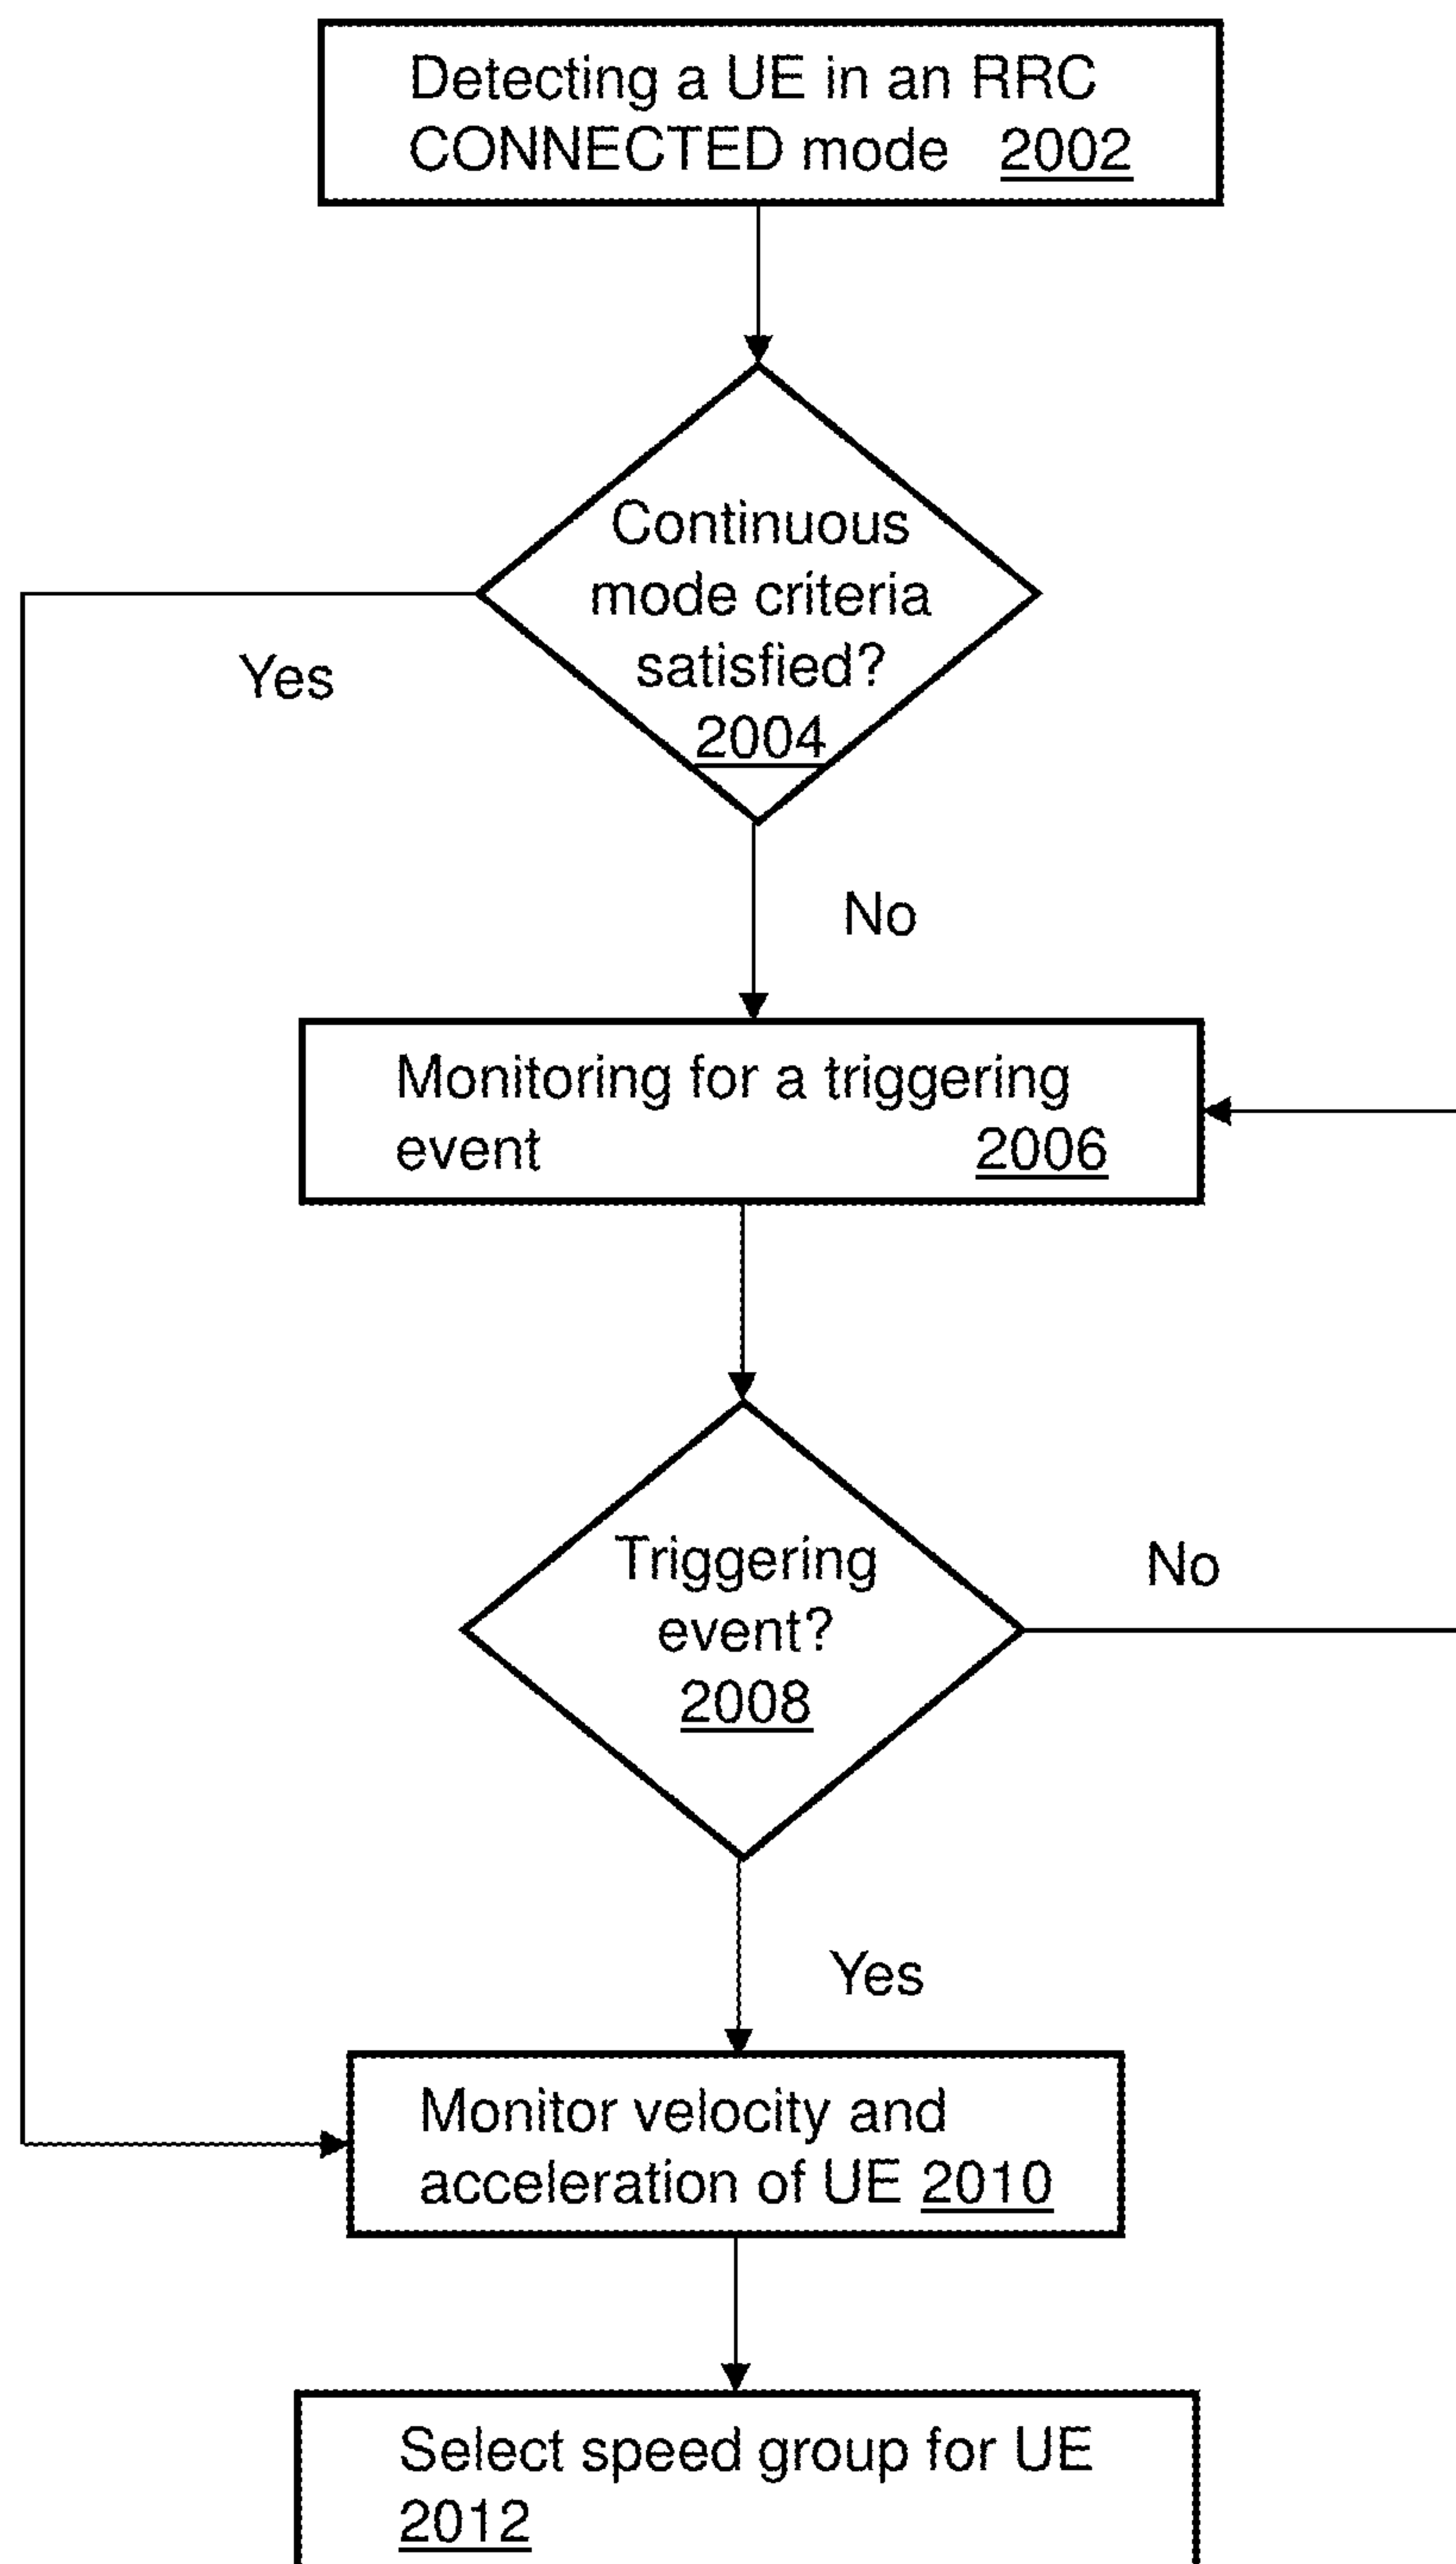 Detecting a UE in an RRC
CONNECTED mode 2002
Continuous
mode criteria
satisfied?
2004
Yes
No
Monitoring for a triggering
event 2006
Triggering
event?
2008
No
Yes
Monitor velocity and
acceleration of UE 2010
Select speed group for UE
2012